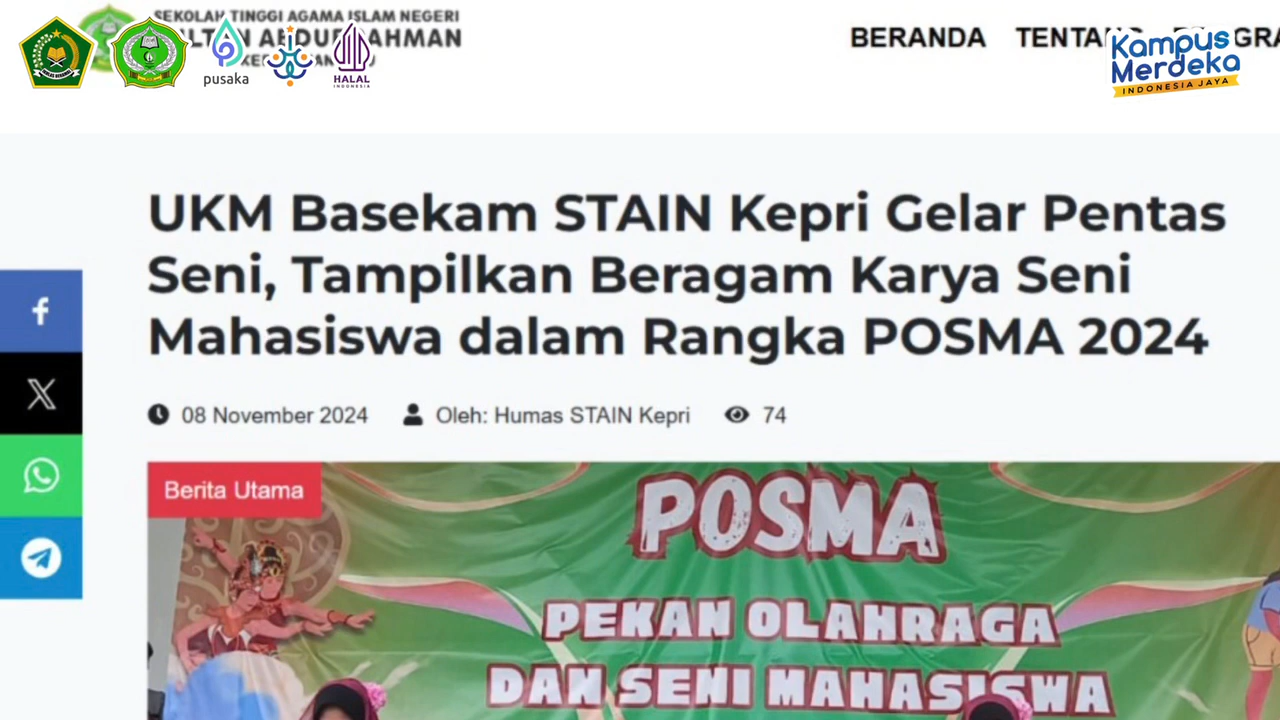 SEKOLAH TINGGI AGAMA ISLAM NEGERI
pusaka
HALAL
INDONESIA
BERANDA
Kampus
Merdeka
INDONESIA JAYA
UKM Basekam STAIN Kepri Gelar Pentas
Seni, Tampilkan Beragam Karya Seni
Mahasiswa dalam Rangka POSMA 2024
08 November 2024 Oleh: Humas STAIN Kepri 74
Berita Utama
POSMA
PEKAN OLAHRAGA
DAN SENI MAHASISWA